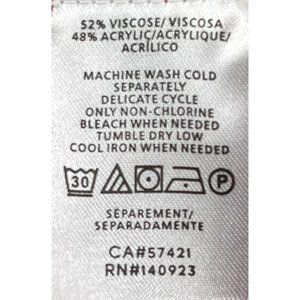 52% VISCOSE/ VISCOSA
48% ACRYLIC/ACRYLIQUE/
ACRÍLICO
MACHINE WASH COLD
SEPARATELY
DELICATE CYCLE
ONLY NON-CHLORINE
BLEACH WHEN NEEDED
TUMBLE DRY LOW
COOL IRON WHEN NEEDED
30 P
SÉPAREMENT/
SEPARADAMENTE
CA#57421
RN#140923